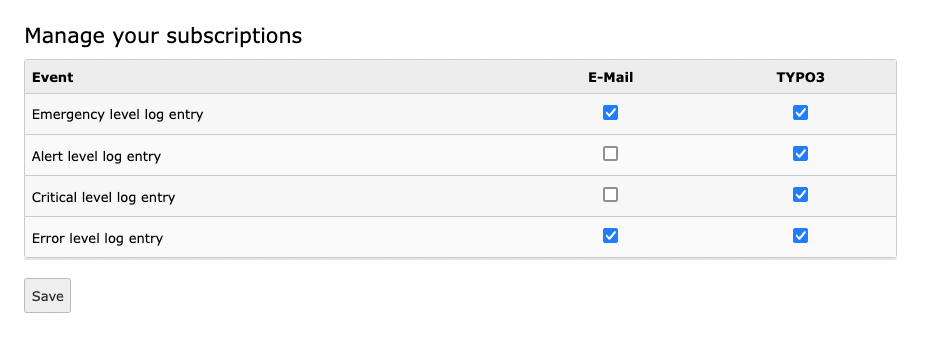 Manage your subscriptions
Event E-Mail TYPO3
Emergency level log entry
Alert level log entry
Critical level log entry
Error level log entry
Save